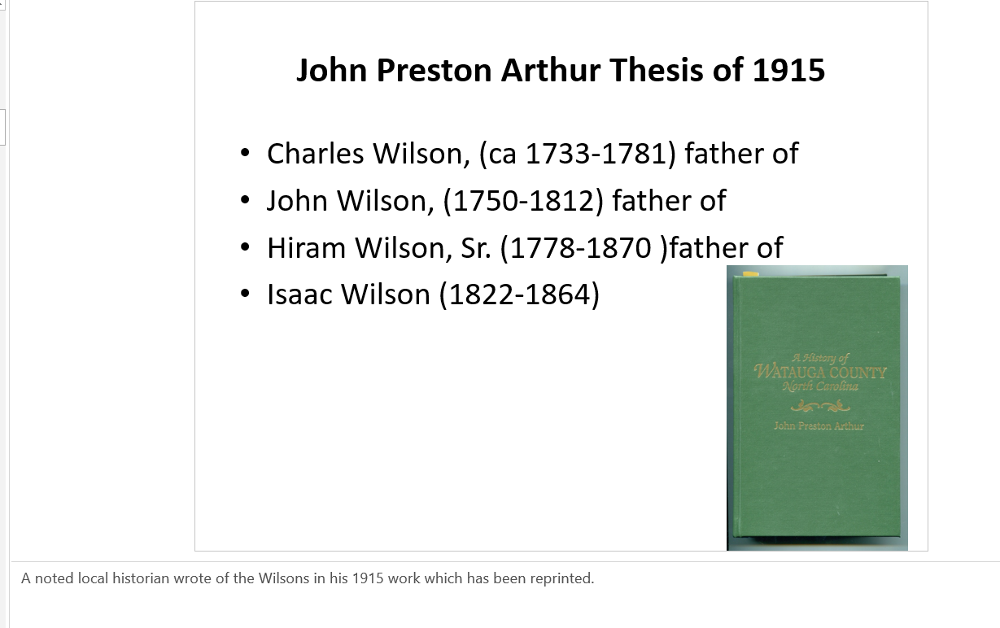 John Preston Arthur Thesis of 1915
• Charles Wilson, (ca 1733-1781) father of
• John Wilson, (1750-1812) father of
• Hiram Wilson, Sr. (1778-1870 )father of
• Isaac Wilson (1822-1864)
A History of
WATAUGA COUNTY
North Carolina
John Preston Arthur
A noted local historian wrote of the Wilsons in his 1915 work which has been reprinted.